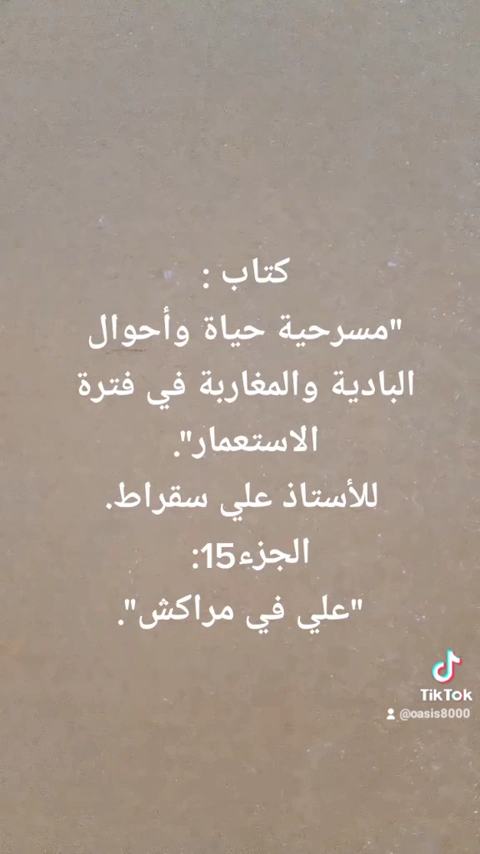 كتاب :
"مسرحية حياة وأحوال
البادية والمغاربة في فترة
الاستعمار".
للأستاذ علي سقراط.
الجزء15:
"علي في مراكش".
TikTok
@oasis8000